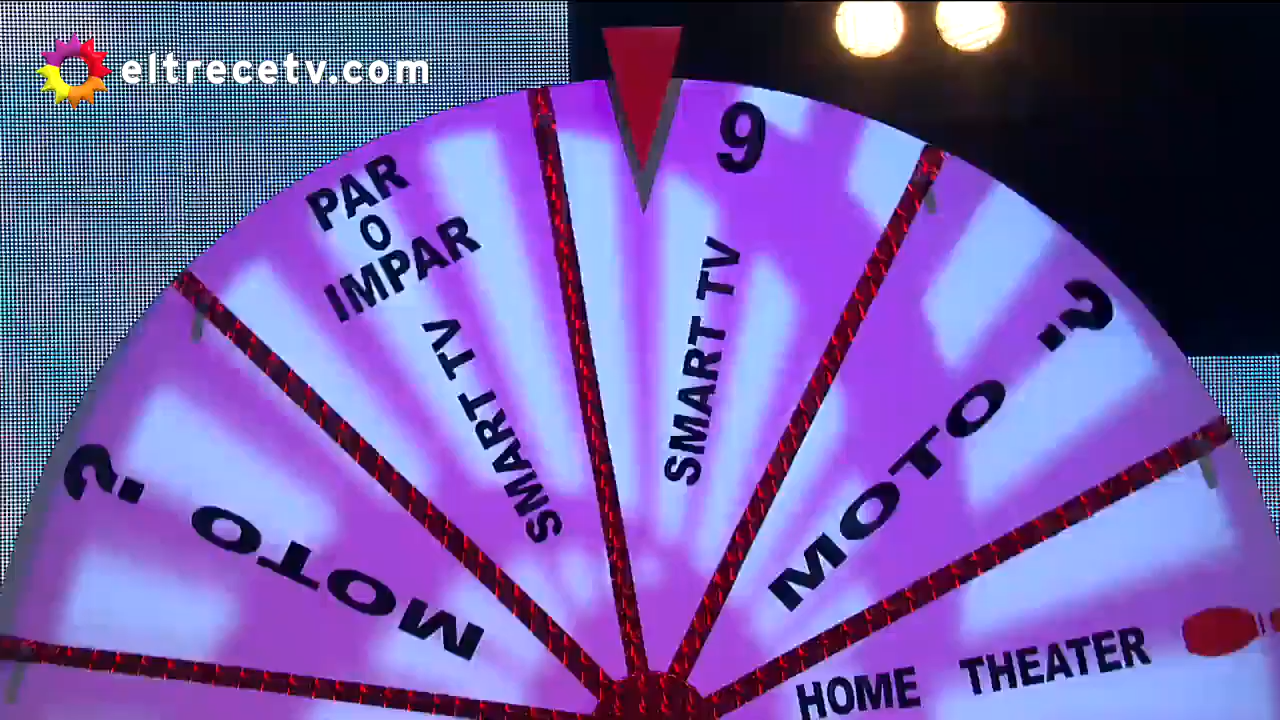 eltrecetv.com
9
SMART TV
PAR
O
IMPAR
SMART TV
? MOTO
MOTO ?
HOME THEATER